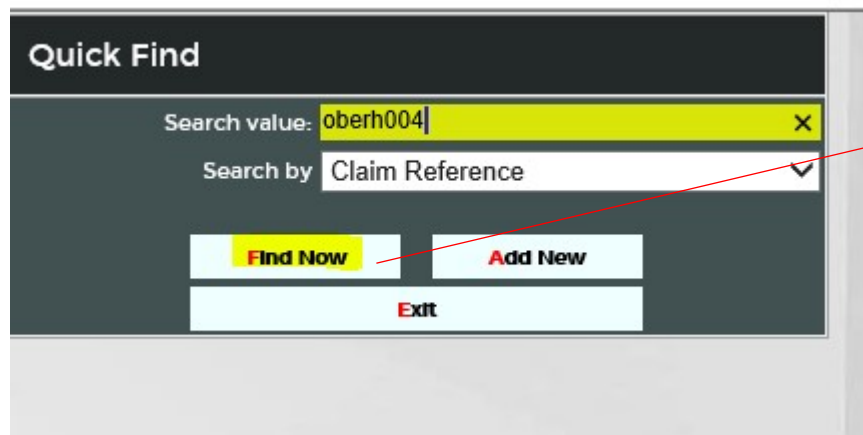 Quick Find
Search value: oberh004
Search by Claim Reference
Find Now Add New
Exit